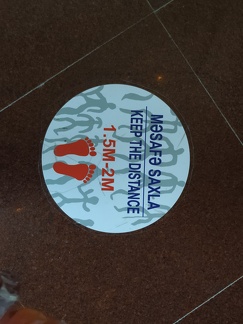 MƏSAFƏ SAXLA
KEEP THE DISTANCE
1.5M-2M